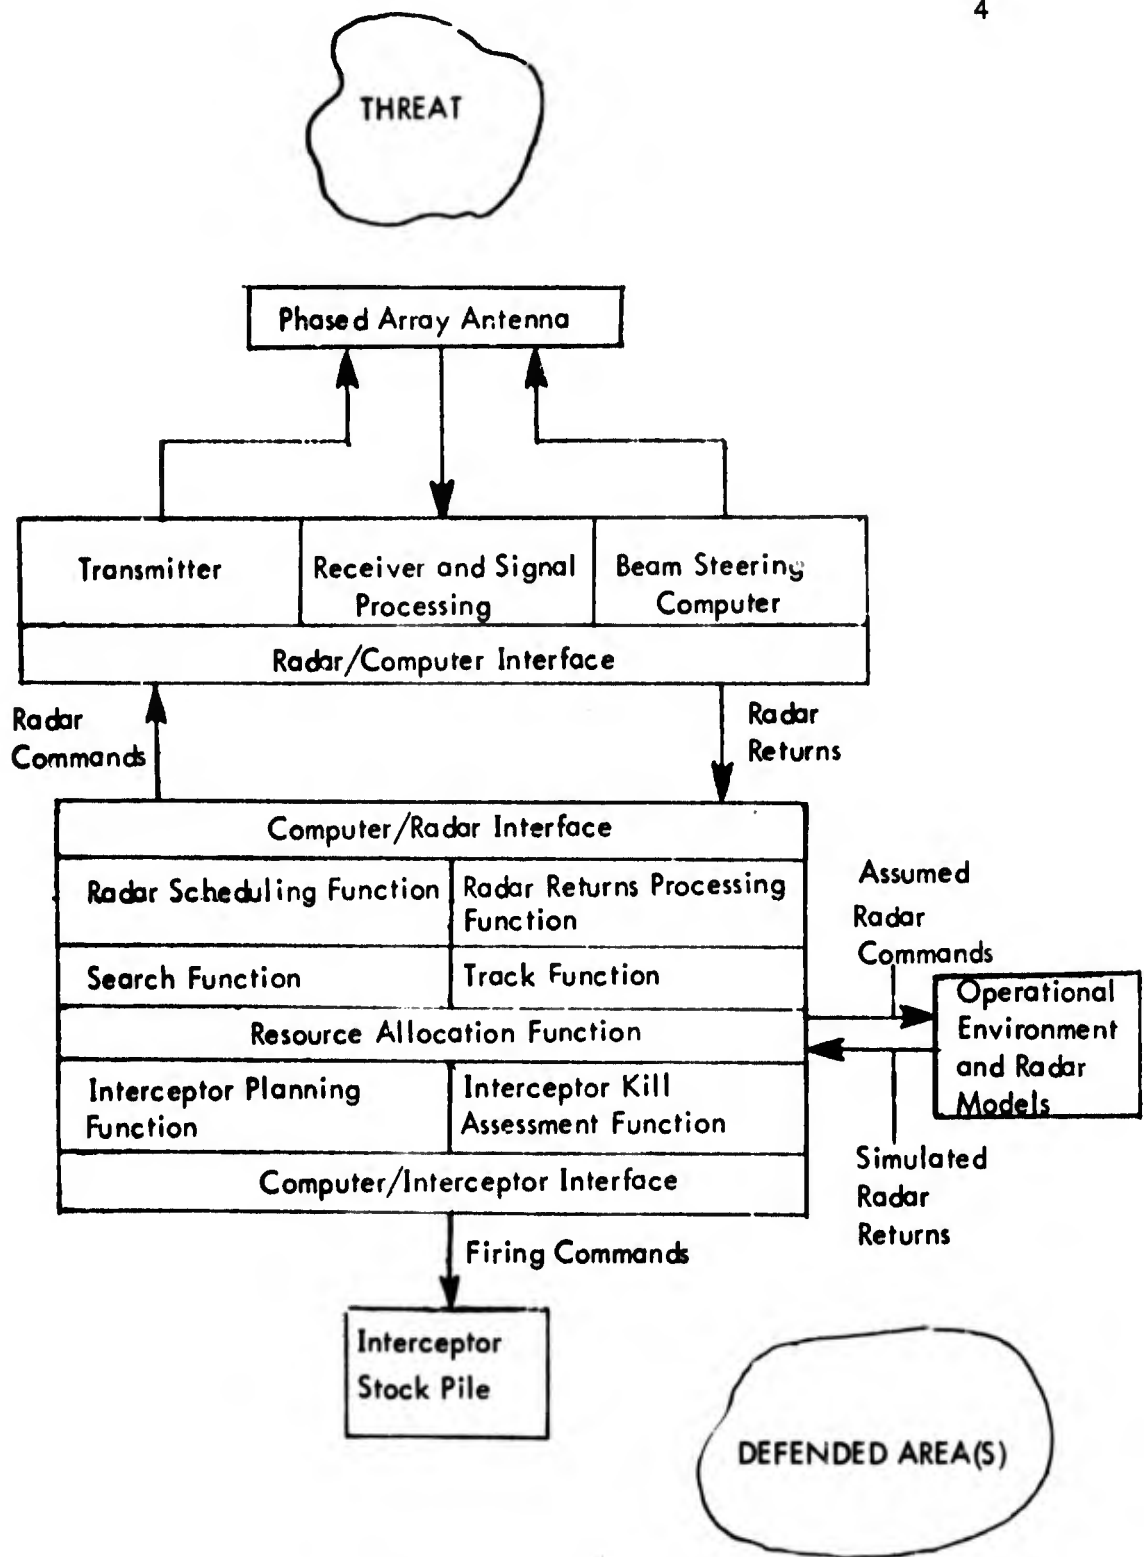 4
THREAT
Phased Array Antenna
Transmitter
Receiver and Signal
Processing
Beam Steering
Computer
Radar/Computer Interface
Radar
Commands
Radar
Returns
Computer/Radar Interface
Radar Scheduling Function
Radar Returns Processing
Function
Search Function
Track Function
Resource Allocation Function
Interceptor Planning
Function
Interceptor Kill
Assessment Function
Computer/Interceptor Interface
Assumed
Radar
Commands
Operational
Environment
and Radar
Models
Simulated
Radar
Returns
Firing Commands
Interceptor
Stock Pile
DEFENDED AREA(S)